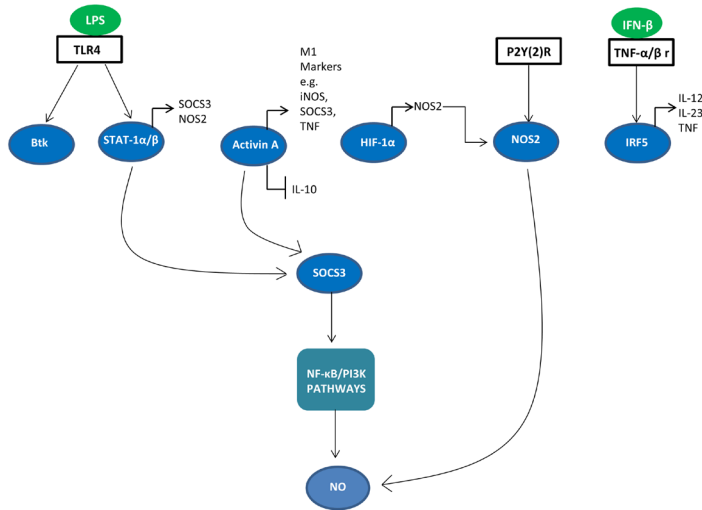 LPS
TLR4
Btk
STAT-1α/β
SOCS3
NOS2
M1
Markers
e.g.
iNOS,
SOCS3,
TNF
Activin A
IL-10
HIF-1α
NOS2
P2Y(2)R
NOS2
IFN-β
TNF-α/β r
IL-12
IL-23
TNF
IRF5
SOCS3
NF-κB/PI3K
PATHWAYS
NO